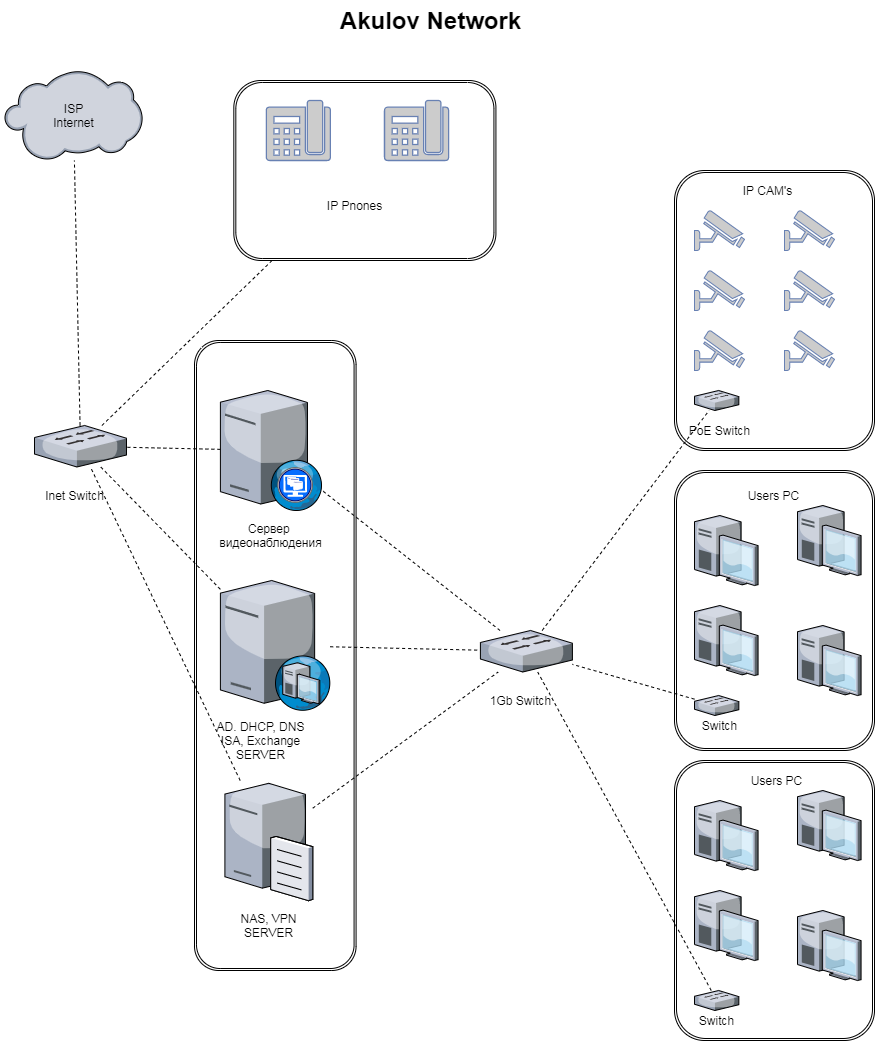 Akulov Network
ISP
Internet
IP Pnones
IP CAM's
PoE Switch
Inet Switch
Сервер
видеонаблюдения
Users PC
Switch
1Gb Switch
AD. DHCP, DNS
ISA, Exchange
SERVER
Users PC
NAS, VPN
SERVER
Switch